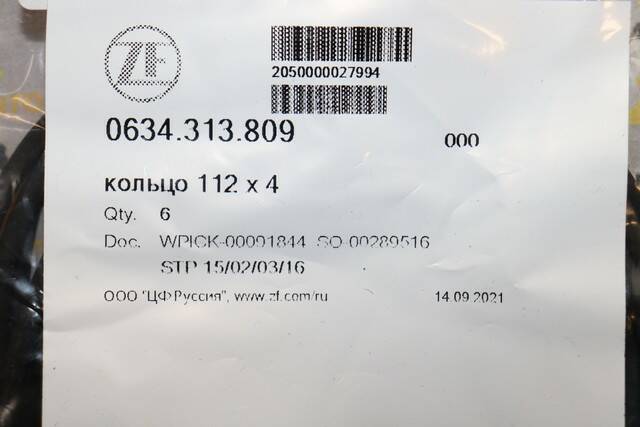 ZF
2050000027994
0634.313.809
000
кольцо 112 x 4
Qty. 6
Doc. WPICK-00091844 SO-00289516
STP 15/02/03/16
ООО "ЦФ Руссия", www.zf.com/ru
14.09.2021